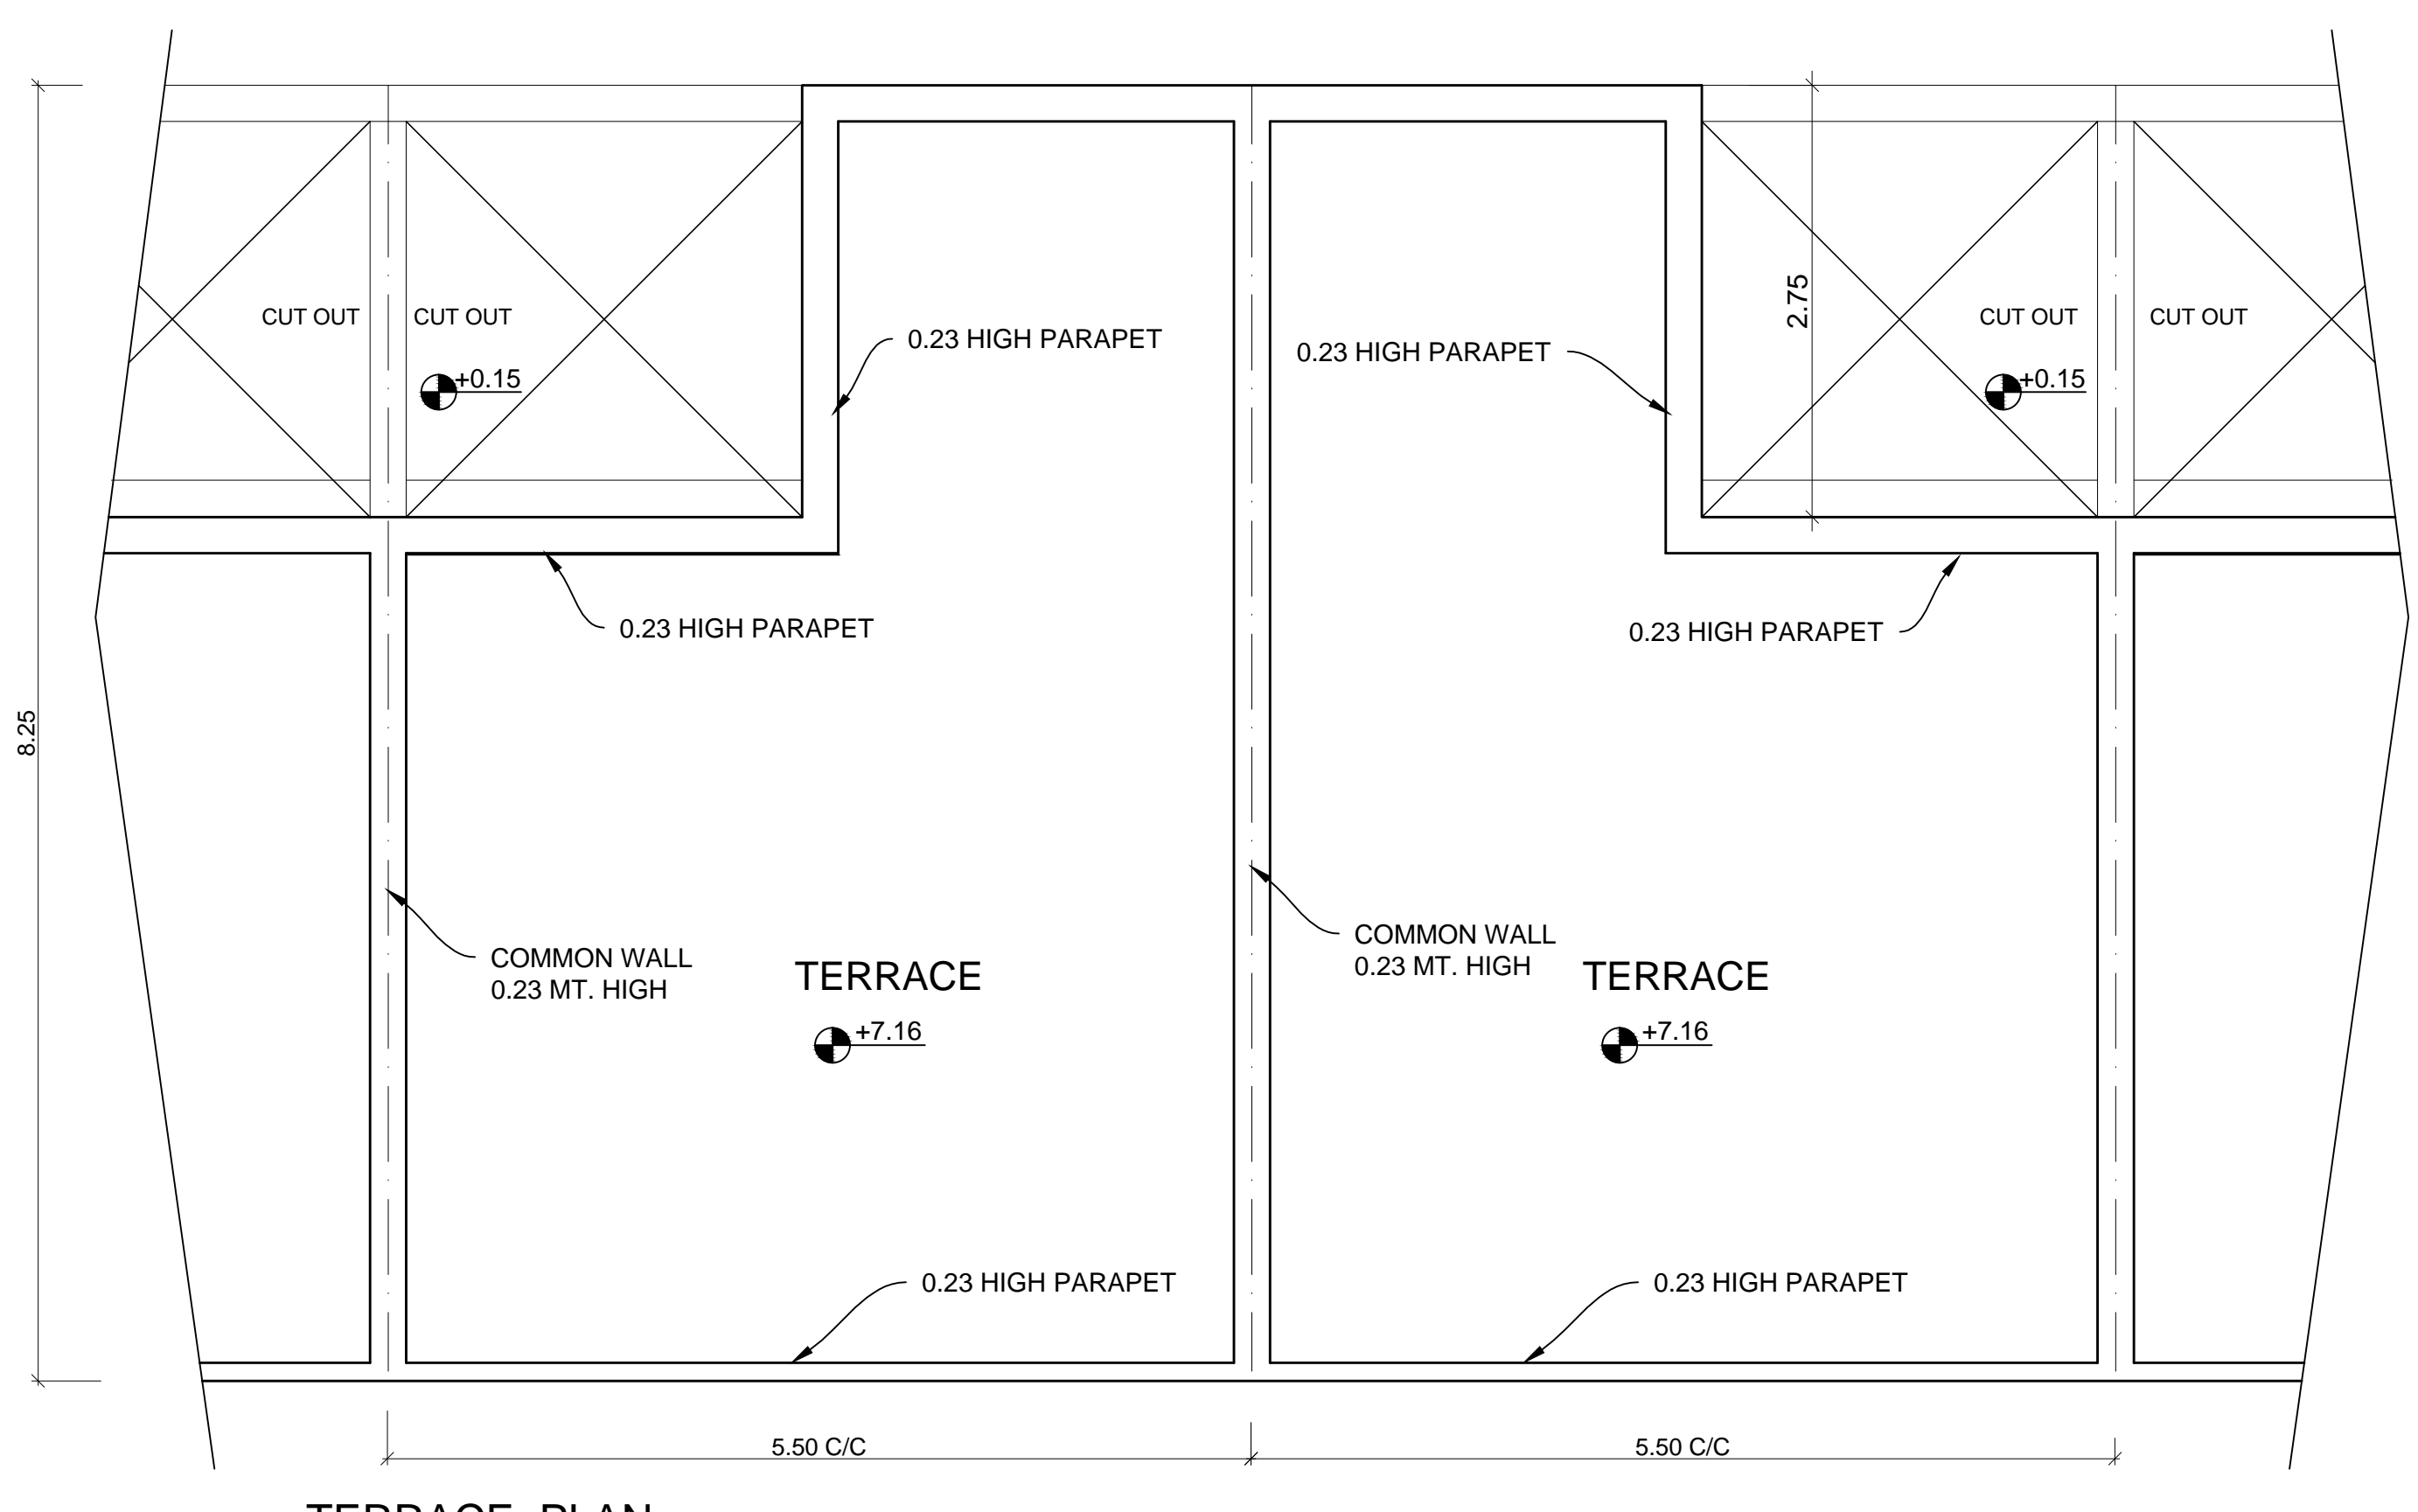 CUT OUT
CUT OUT
CUT OUT
CUT OUT
2.75
0.23 HIGH PARAPET
0.23 HIGH PARAPET
+0.15
+0.15
0.23 HIGH PARAPET
0.23 HIGH PARAPET
8.25
COMMON WALL
0.23 MT. HIGH
TERRACE
COMMON WALL
0.23 MT. HIGH
TERRACE
+7.16
+7.16
0.23 HIGH PARAPET
0.23 HIGH PARAPET
5.50 C/C
5.50 C/C
TERRACE PLAN